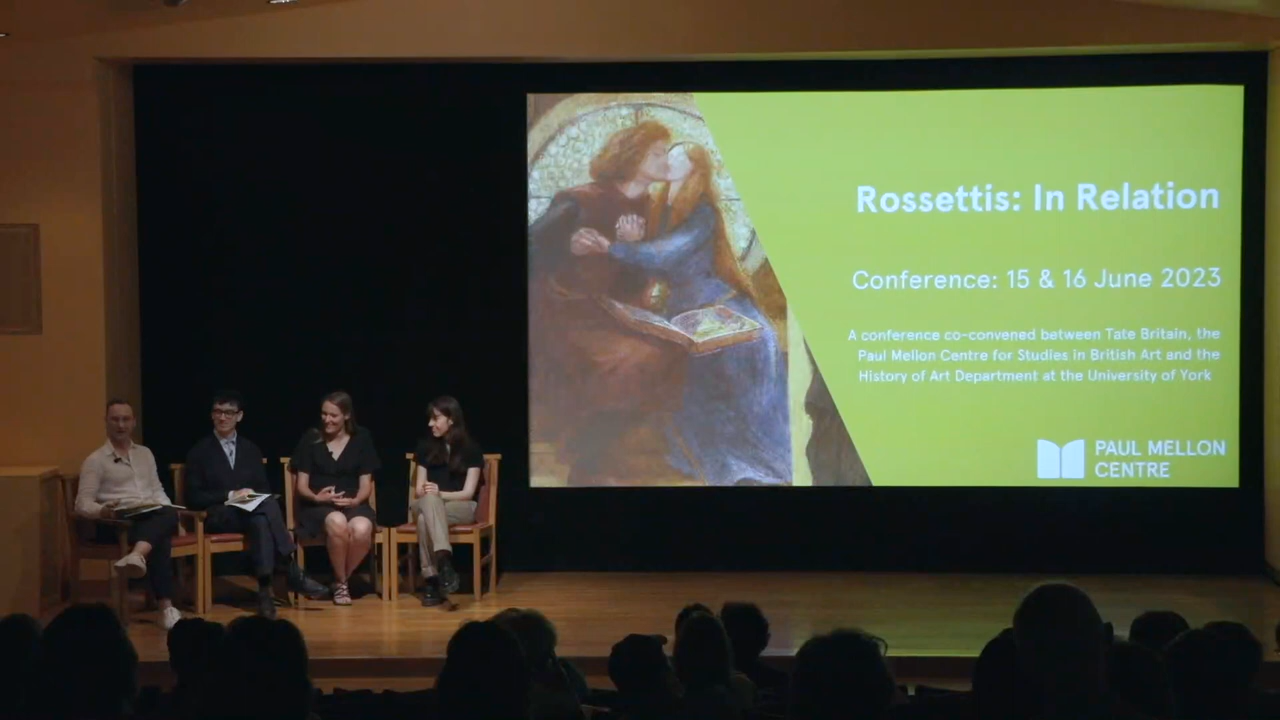 Rossettis: In Relation
Conference: 15 & 16 June 2023
A conference co-convened between Tate Britain, the
Paul Mellon Centre for Studies in British Art and the
History of Art Department at the University of York
PAUL MELLON
CENTRE